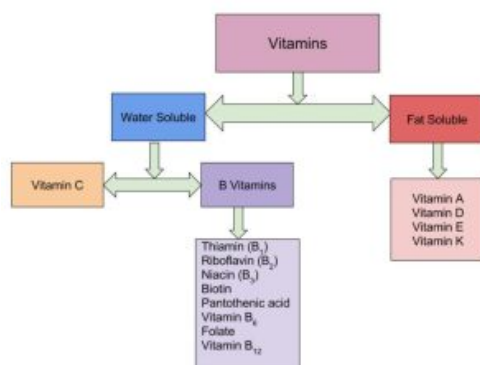 Vitamins
Water Soluble
Fat Soluble
Vitamin C
B Vitamins
Vitamin A
Vitamin D
Vitamin E
Vitamin K
Thiamin (B₁)
Riboflavin (B₂)
Niacin (B₃)
Biotin
Pantothenic acid
Vitamin B₆
Folate
Vitamin B₁₂